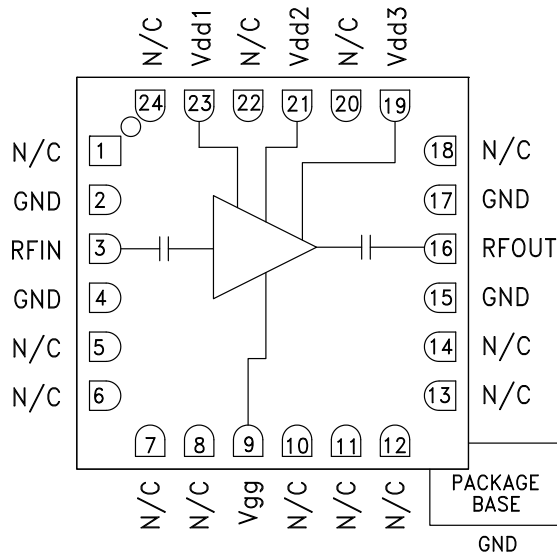 N/C
Vdd1
N/C
Vdd2
N/C
Vdd3
24
23
22
21
20
19
N/C
1
18
N/C
GND
2
17
GND
RFIN
3
16
RFOUT
GND
4
15
GND
N/C
5
14
N/C
N/C
6
13
N/C
7
8
9
10
11
12
N/C
N/C
Vgg
N/C
N/C
N/C
PACKAGE
BASE
GND